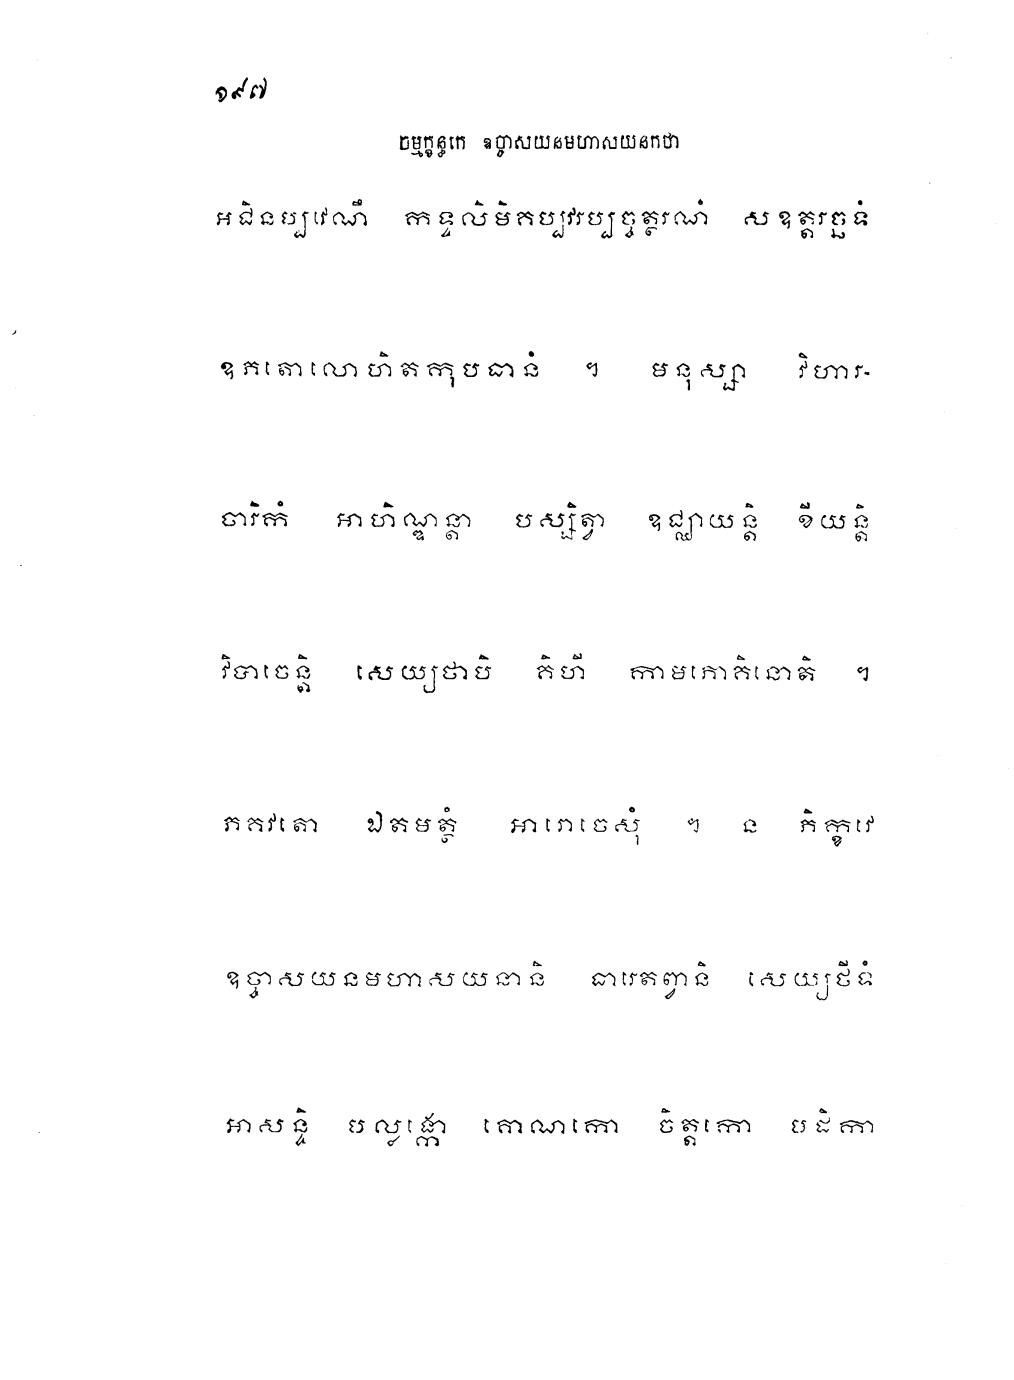 ១៩៧
ចម្មក្ខន្ធកេ ឧច្ចាសយនមហាសយនកថា
អជិនប្បវេណឹ កទ្ទលិមិគប្បវរប្បច្ចត្ថរណំ សឧត្តរច្ឆទំ
ឧភតោលោហិតកុបធានំ ។ មនុស្សា វិហារ-
ចារិកំ អាហិណ្ឌន្តា បស្សិត្វា ឧជ្ឈាយន្តិ ខីយន្តិ
វិបាចេន្តិ សេយ្យថាបិ គិហី កាមភោគិនោតិ ។
ភគវតោ ឯតមត្ថំ អារោចេសុំ ។ ន ភិក្ខវេ
ឧច្ចាសយនមហាសយនានិ ធារេតព្វានិ សេយ្យថីទំ
អាសន្ទិ បល្លង្កោ គោណកោ ចិត្តកោ បដិកា